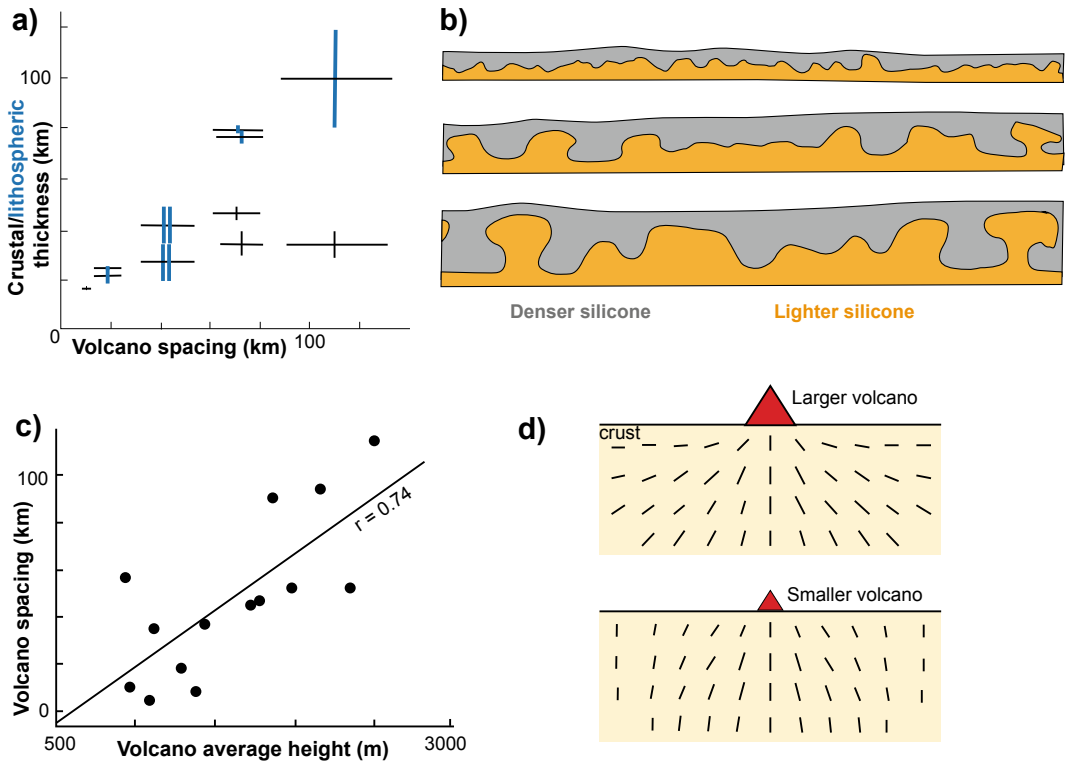 a)
Crustal/lithospheric
thickness (km)
100
0
100
Volcano spacing (km)
b)
Denser silicone
Lighter silicone
c)
Volcano spacing (km)
100
0
r = 0.74
500
3000
Volcano average height (m)
d)
Larger volcano
crust
Smaller volcano